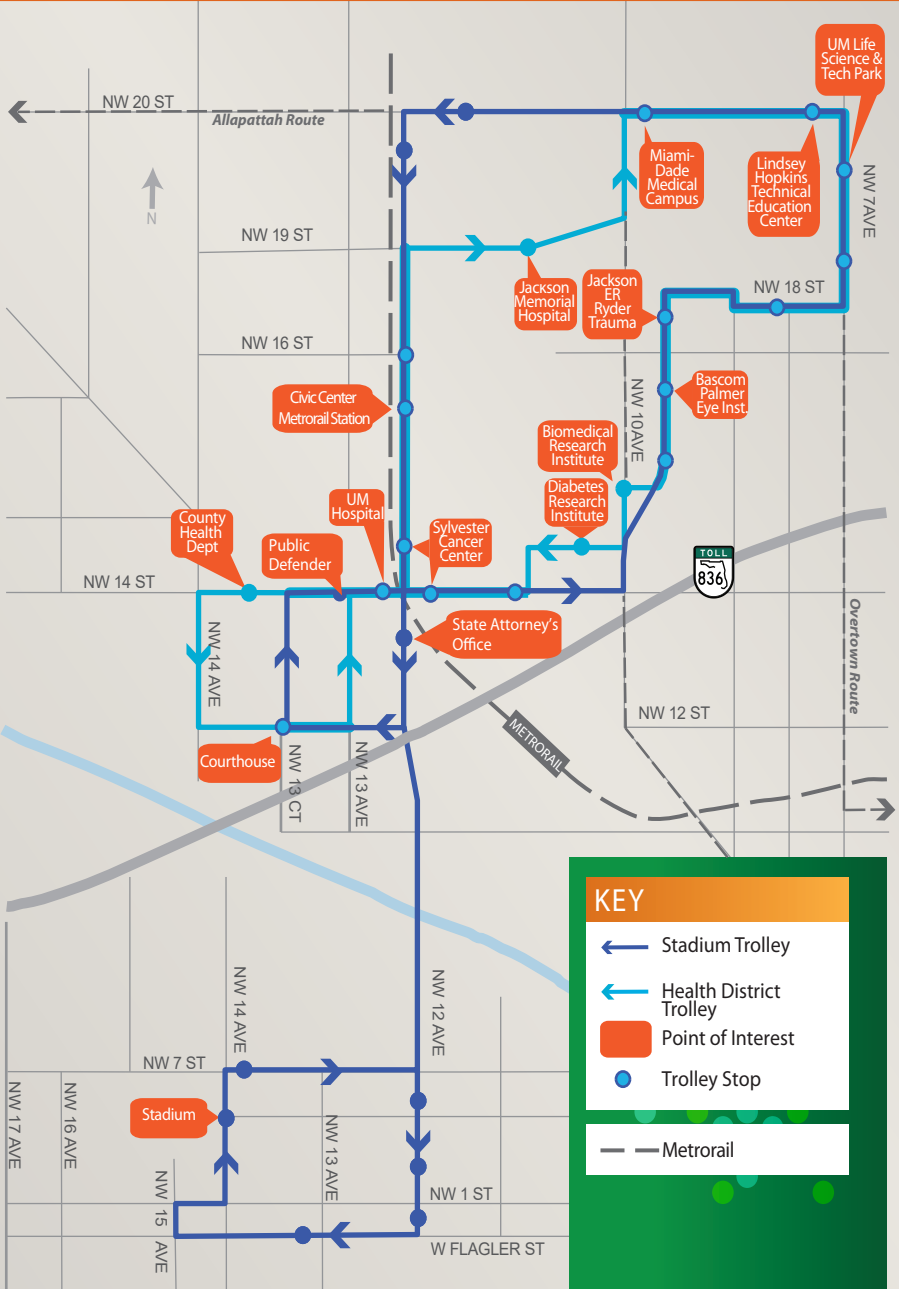 UM Life
Science &
Tech Park
NW 20 ST
Allapattah Route
N
Miami-
Dade
Medical
Campus
Lindsey
Hopkins
Technical
Education
Center
NW 7AVE
NW 19 ST
Jackson
Memorial
Hospital
Jackson
ER
Ryder
Trauma
NW 18 ST
NW 16 ST
Civic Center
Metrorail Station
NW 10AVE
Bascom
Palmer
Eye Inst.
Biomedical
Research
Institute
Diabetes
Research
Institute
UM
Hospital
County
Health
Dept
Public
Defender
Sylvester
Cancer
Center
TOLL
836
NW 14 ST
State Attorney's
Office
NW 14 AVE
Overtown Route
NW 12 ST
METRORAIL
Courthouse
NW 13 CT
NW 13 AVE
KEY
Stadium Trolley
Health District
Trolley
Point of Interest
Trolley Stop
Metrorail
NW 14 AVE
NW 12 AVE
NW 7 ST
NW 17 AVE
NW 16 AVE
Stadium
NW 13 AVE
NW 15 AVE
NW 1 ST
W FLAGLER ST